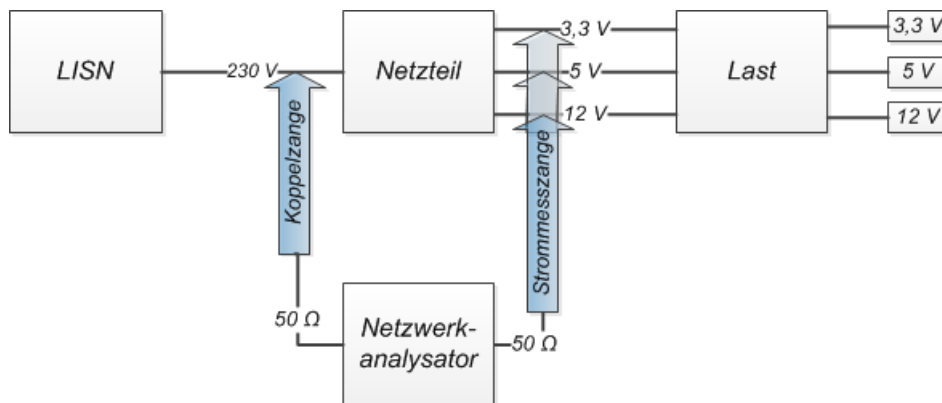 LISN
230 V
Netzteil
3,3 V
5 V
12 V
Last
3,3 V
5 V
12 V
Koppelzange
Strommesszange
50 Ω
Netzwerk-
analysator
50 Ω